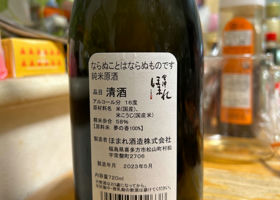 ならぬことはならぬものです
純米原酒
会津ほまれ
品目 清酒
アルコール分 16度
原材料名 米(国産)、
米こうじ(国産米)
精米歩合 58%
【原料米 夢の香100%】
ほまれ酒造株式会社
福島県喜多方市松山町村松
字常盤町2706
製造年月 2023年5月
内容量720ml